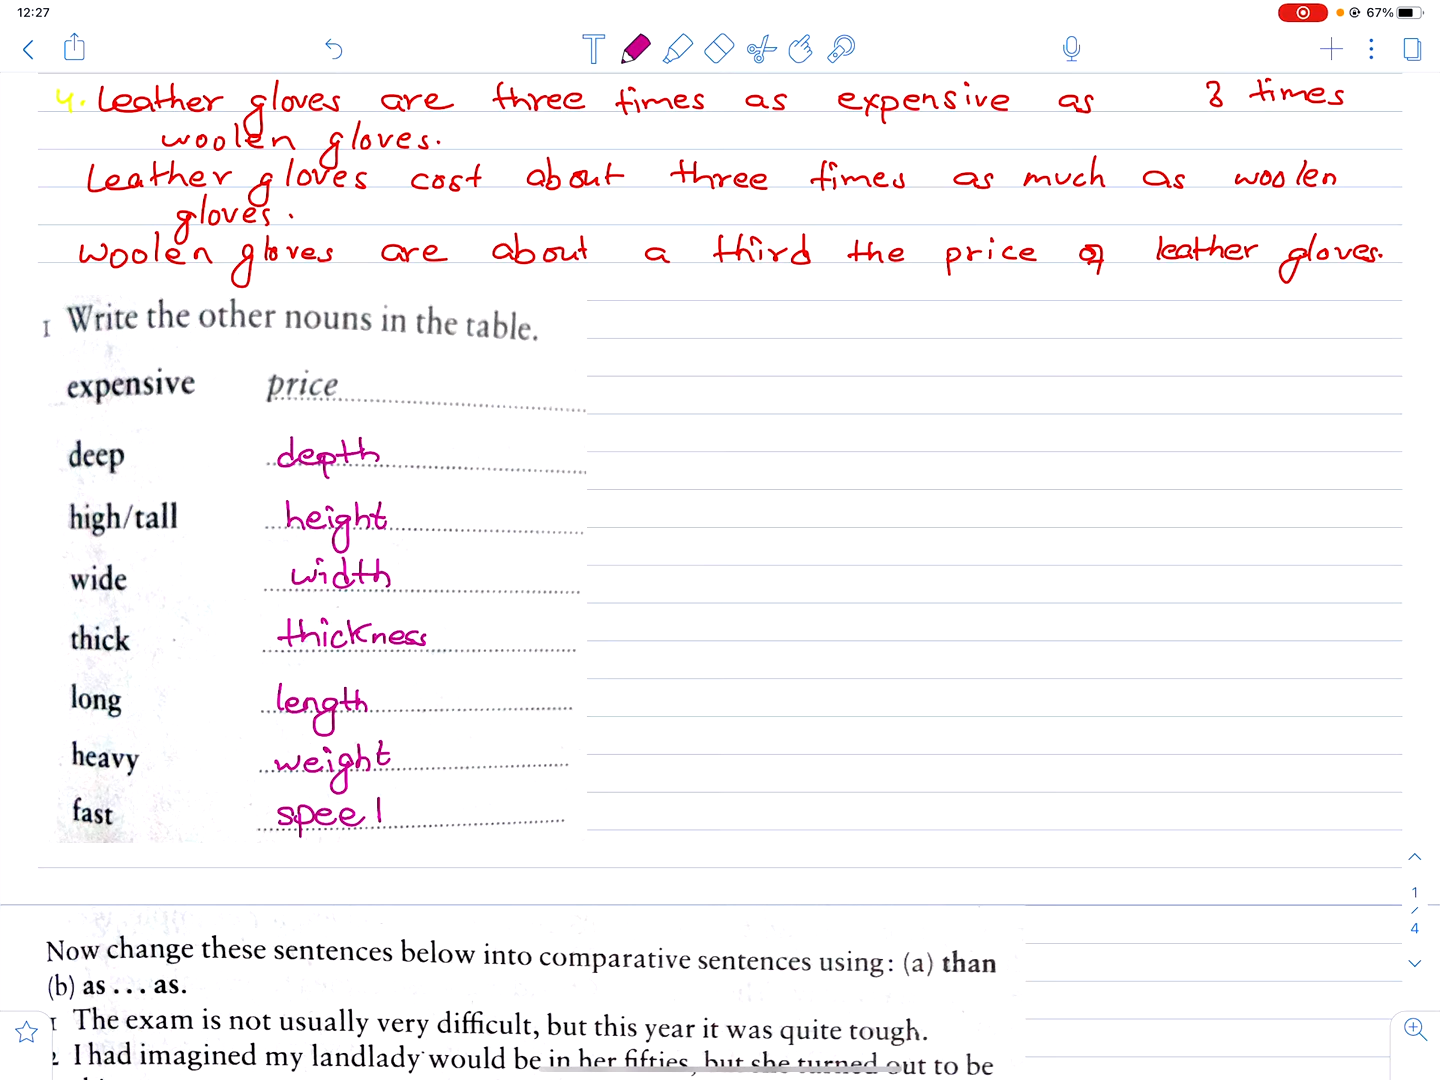 12:27
67%
4. Leather gloves are three times as expensive as 3 times
woolen gloves.
Leather gloves cost about three times as much as woolen
gloves.
Woolen gloves are about a third the price of leather gloves.
1 Write the other nouns in the table.
expensive price
deep depth
high/tall height
wide width
thick thickness
long length
heavy weight
fast speel
1
/
4
Now change these sentences below into comparative sentences using: (a) than
(b) as ... as.
1 The exam is not usually very difficult, but this year it was quite tough.
2 I had imagined my landlady would be in her fifties, but she turned out to be